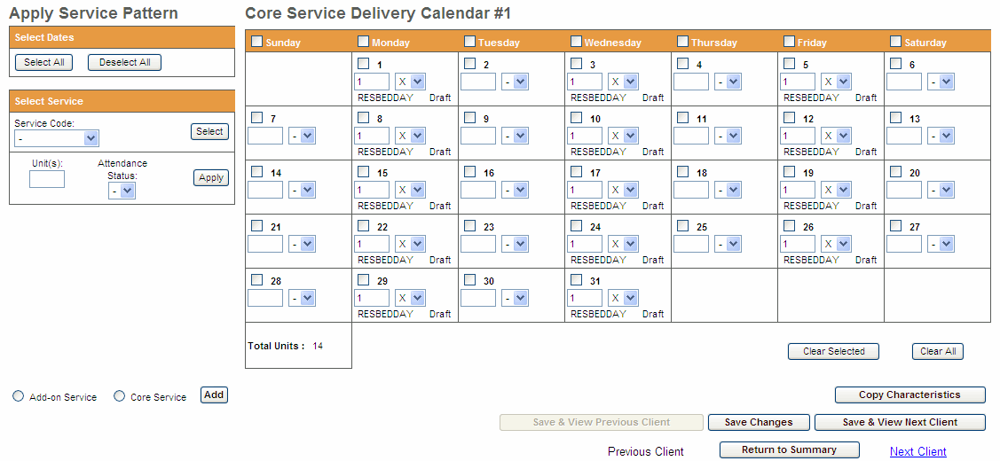 Apply Service Pattern
Core Service Delivery Calendar #1
Select Dates
Select All Deselect All
Select Service
Service Code:
- Select
Unit(s): Attendance Status:
- Apply
Sunday Monday Tuesday Wednesday Thursday Friday Saturday
1 2 3 4 5 6
1 X - 1 X - 1 X -
RESBEDDAY Draft RESBEDDAY Draft RESBEDDAY Draft
7 8 9 10 11 12 13
- 1 X - 1 X - 1 X -
RESBEDDAY Draft RESBEDDAY Draft RESBEDDAY Draft
14 15 16 17 18 19 20
- 1 X - 1 X - 1 X -
RESBEDDAY Draft RESBEDDAY Draft RESBEDDAY Draft
21 22 23 24 25 26 27
- 1 X - 1 X - 1 X -
RESBEDDAY Draft RESBEDDAY Draft RESBEDDAY Draft
28 29 30 31
- 1 X - 1 X
RESBEDDAY Draft RESBEDDAY Draft
Total Units : 14
Clear Selected Clear All
Add-on Service Core Service Add
Copy Characteristics
Save & View Previous Client Save Changes Save & View Next Client
Previous Client Return to Summary Next Client